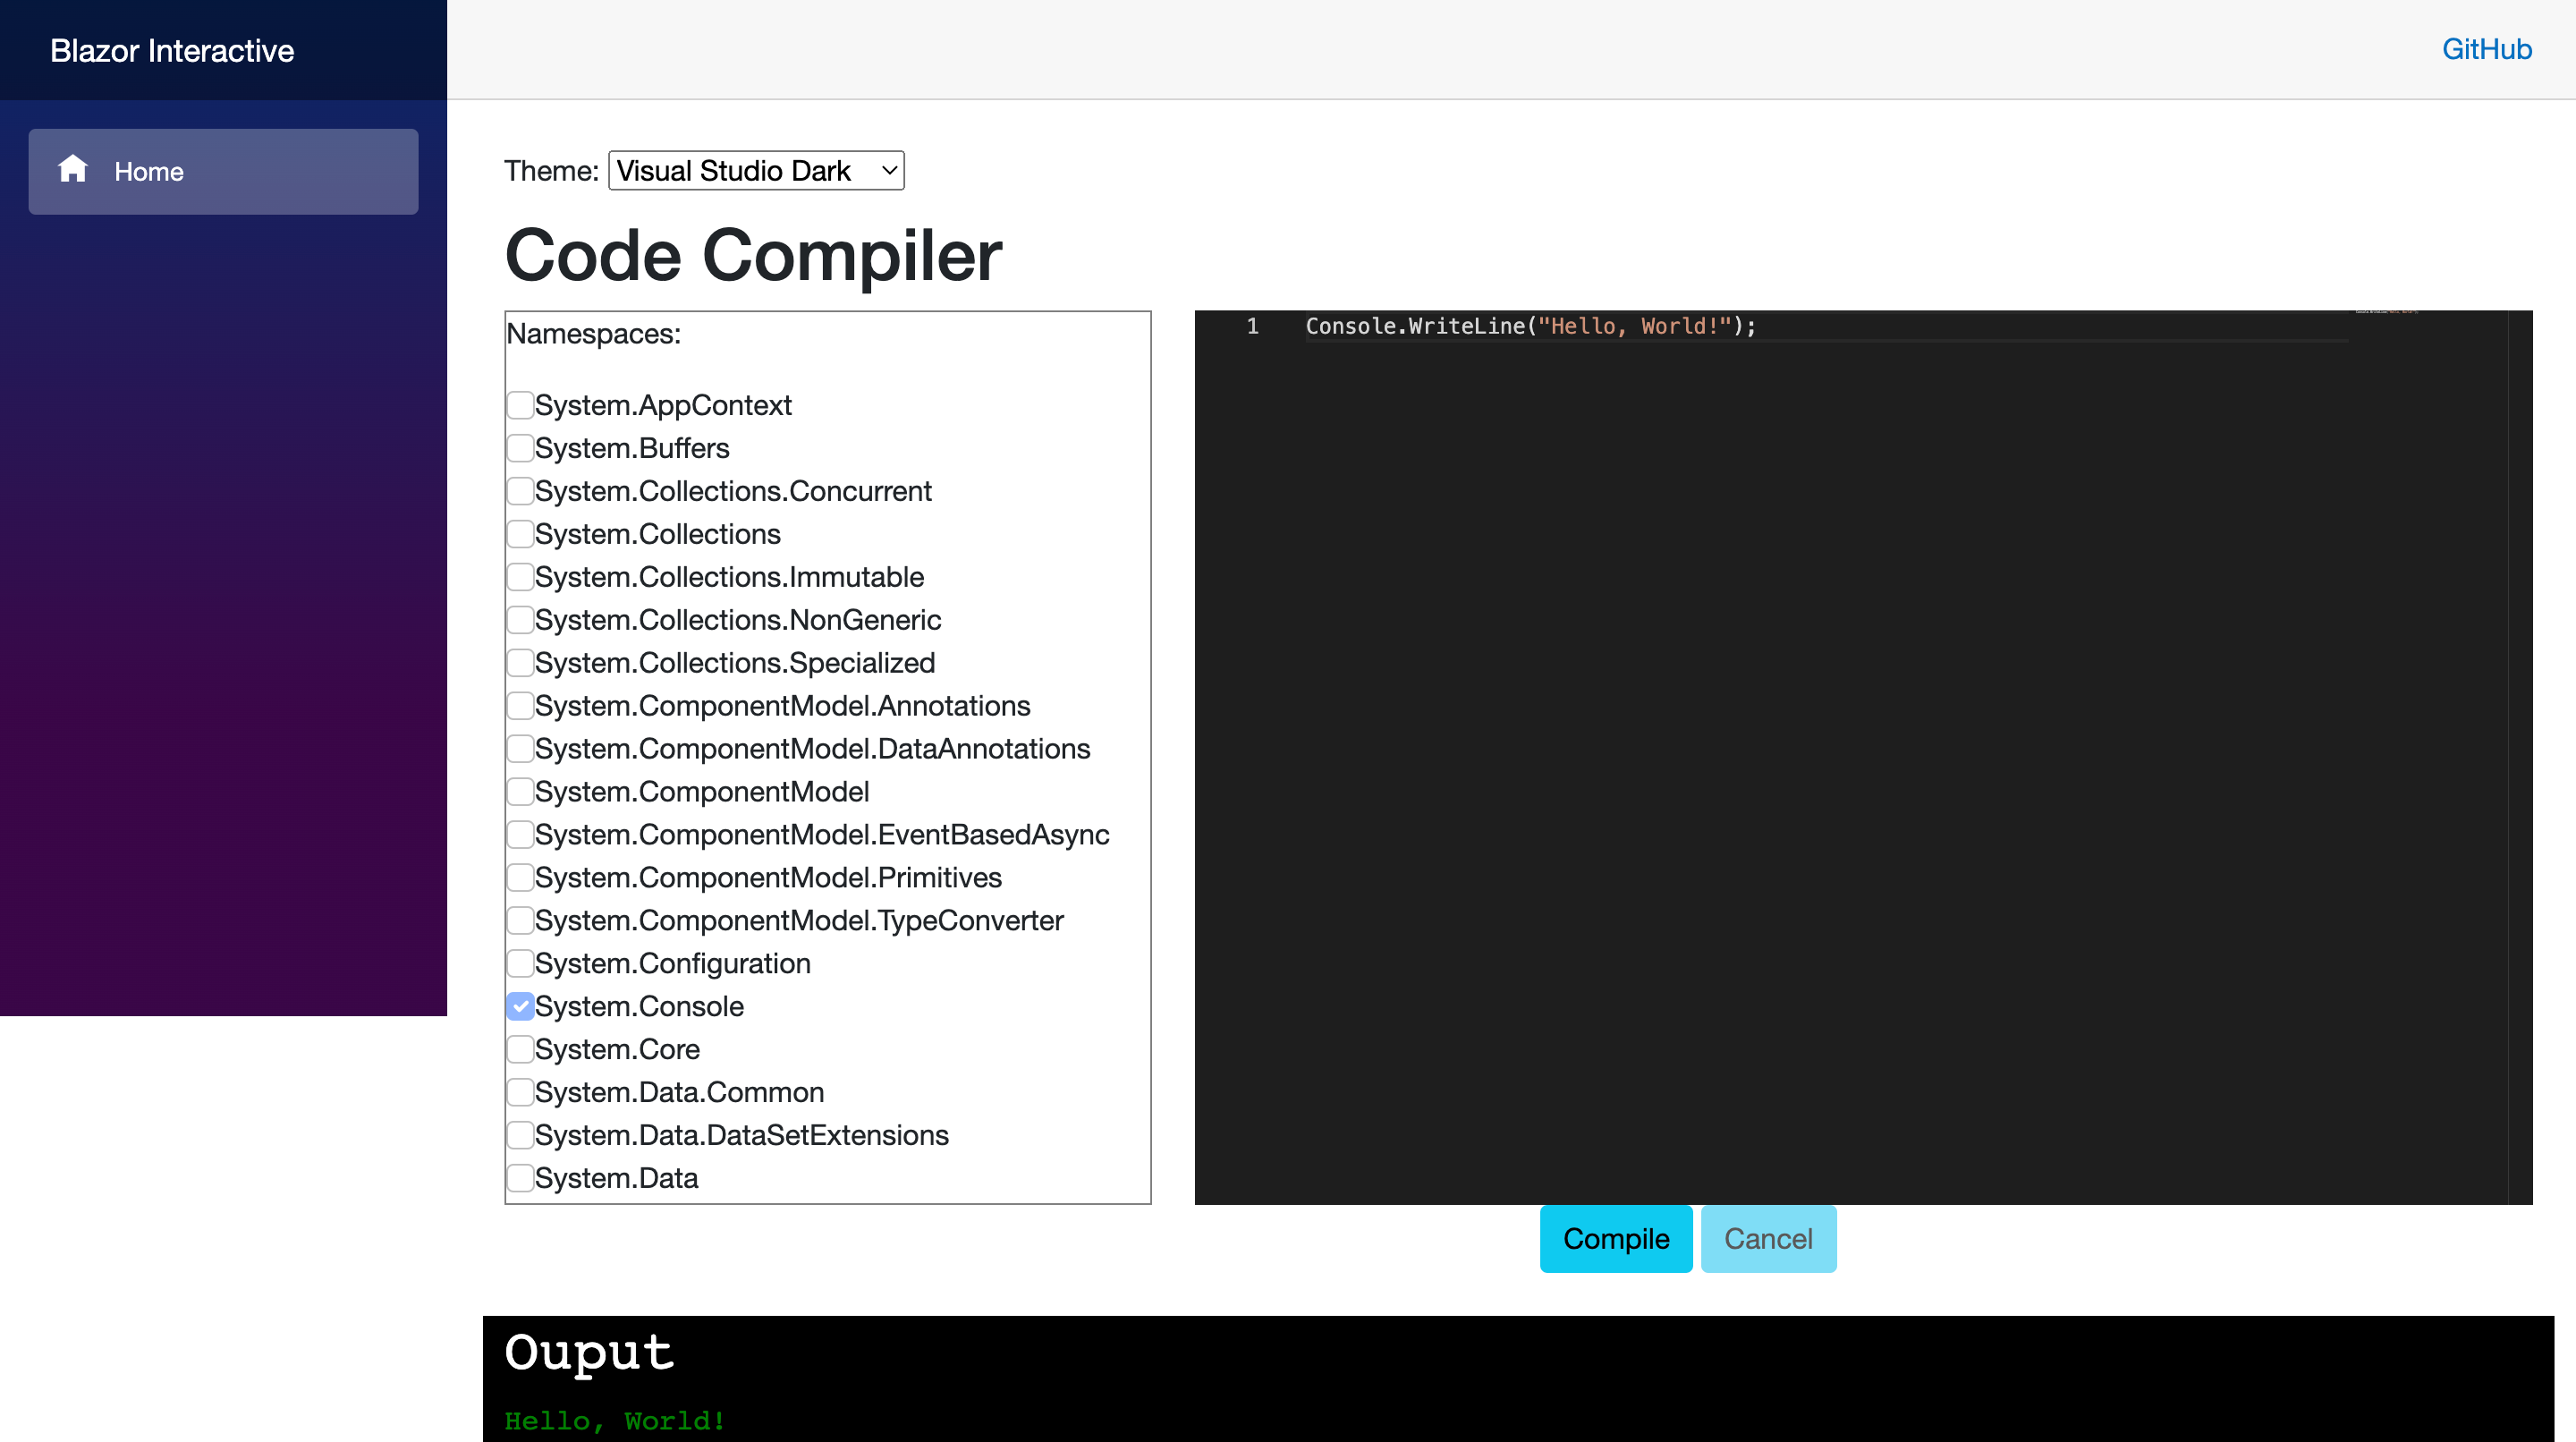 Blazor Interactive
GitHub
Home
Theme: Visual Studio Dark
Code Compiler
Namespaces:
System.AppContext
System.Buffers
System.Collections.Concurrent
System.Collections
System.Collections.Immutable
System.Collections.NonGeneric
System.Collections.Specialized
System.ComponentModel.Annotations
System.ComponentModel.DataAnnotations
System.ComponentModel
System.ComponentModel.EventBasedAsync
System.ComponentModel.Primitives
System.ComponentModel.TypeConverter
System.Configuration
System.Console
System.Core
System.Data.Common
System.Data.DataSetExtensions
System.Data
1 Console.WriteLine("Hello, World!");
Compile Cancel
Ouput
Hello, World!